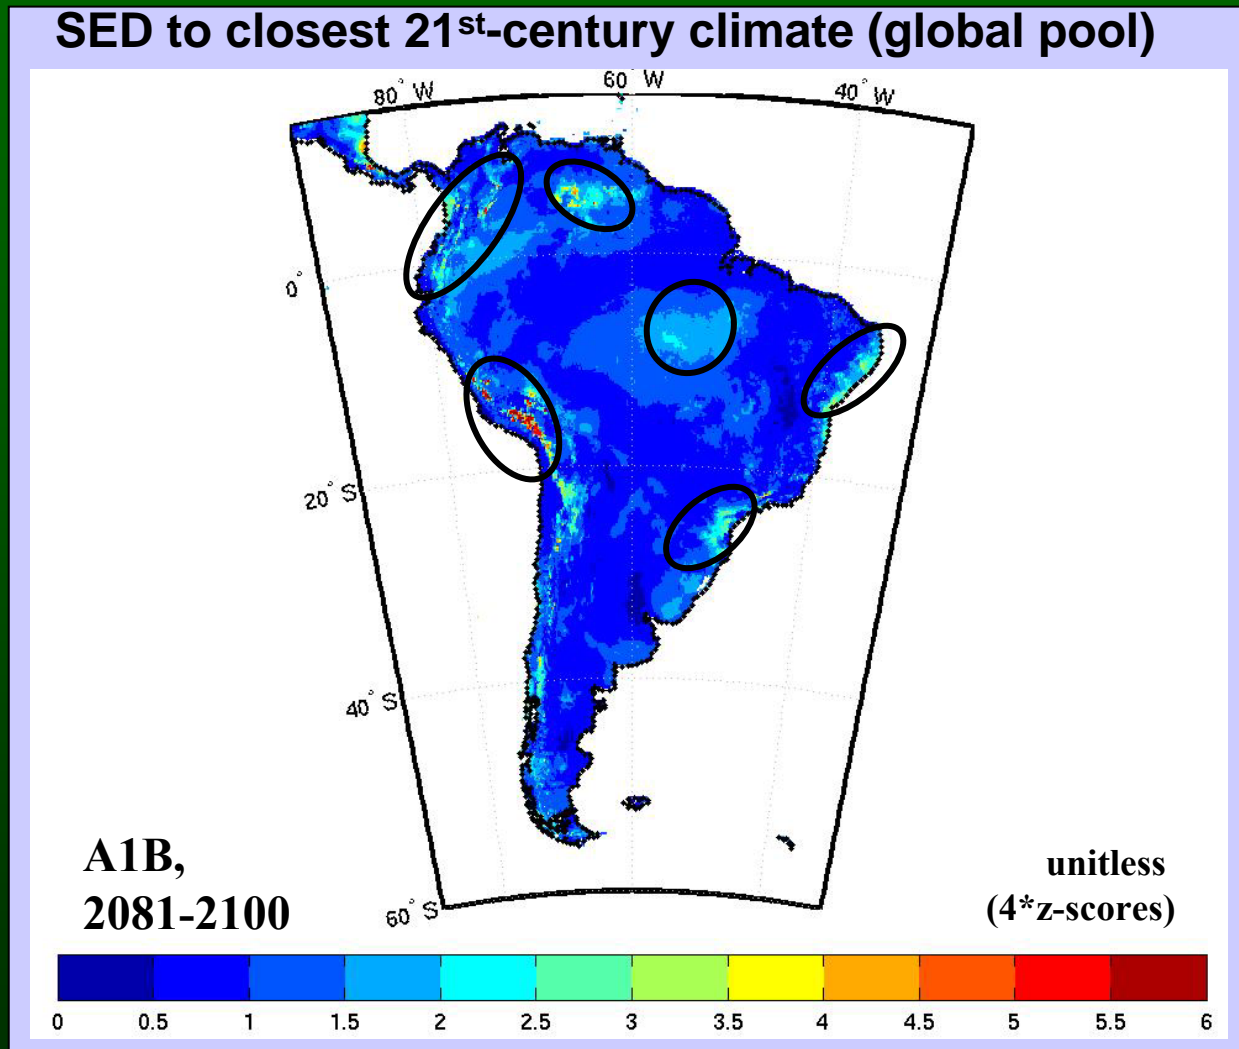 SED to closest 21st-century climate (global pool)
80° W
60° W
40° W
0°
20° S
40° S
60° S
A1B,
2081-2100
unitless
(4*z-scores)
0 0.5 1 1.5 2 2.5 3 3.5 4 4.5 5 5.5 6